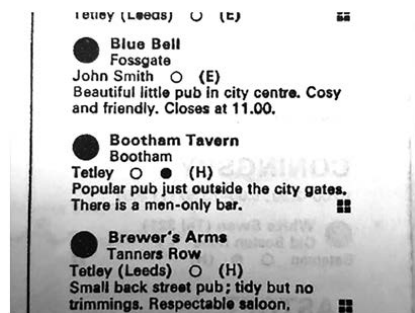 Tetley (Leeds) (E)
Blue Bell
Fossgate
John Smith (E)
Beautiful little pub in city centre. Cosy
and friendly. Closes at 11.00.
Bootham Tavern
Bootham
Tetley (H)
Popular pub just outside the city gates.
There is a men-only bar.
Brewer's Arms
Tanners Row
Tetley (Leeds) (H)
Small back street pub; tidy but no
trimmings. Respectable saloon.